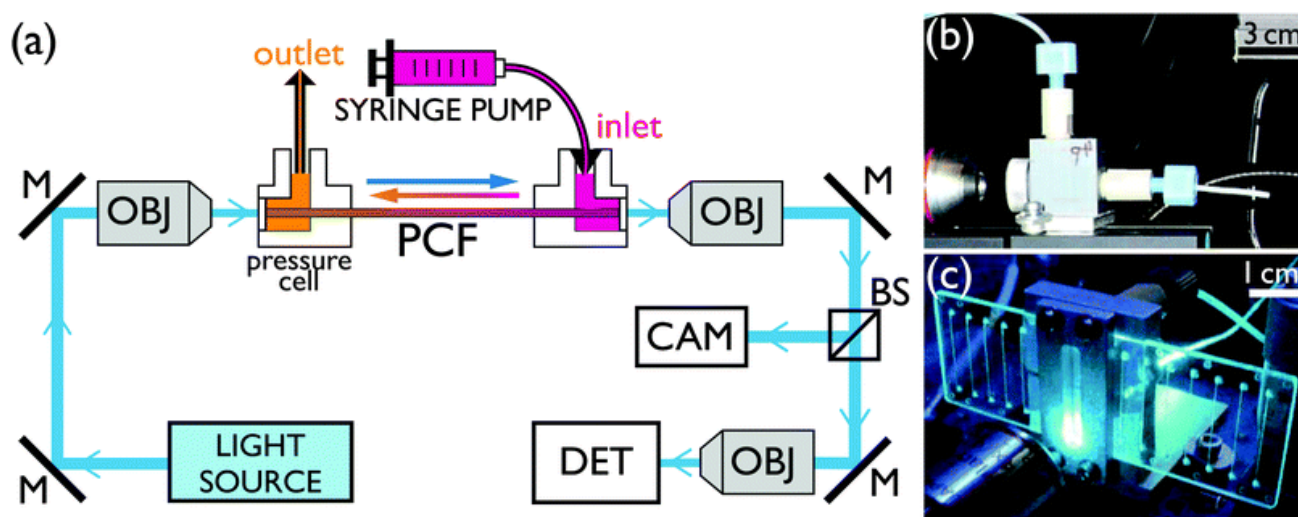 (a)
outlet
SYRINGE PUMP
inlet
M
OBJ
PCF
OBJ
M
pressure
cell
BS
CAM
LIGHT
SOURCE
M
DET
OBJ
M
(b)
3 cm
(c)
1 cm